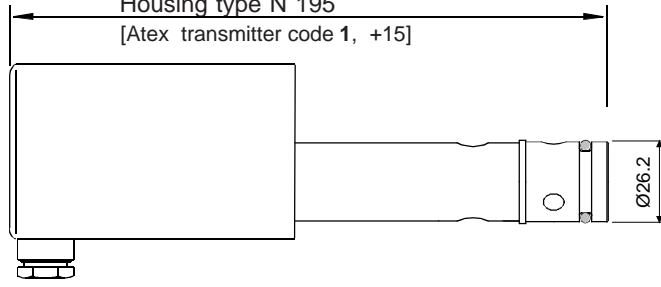 Housing type N 195
[Atex transmitter code 1, +15]
Ø26.2